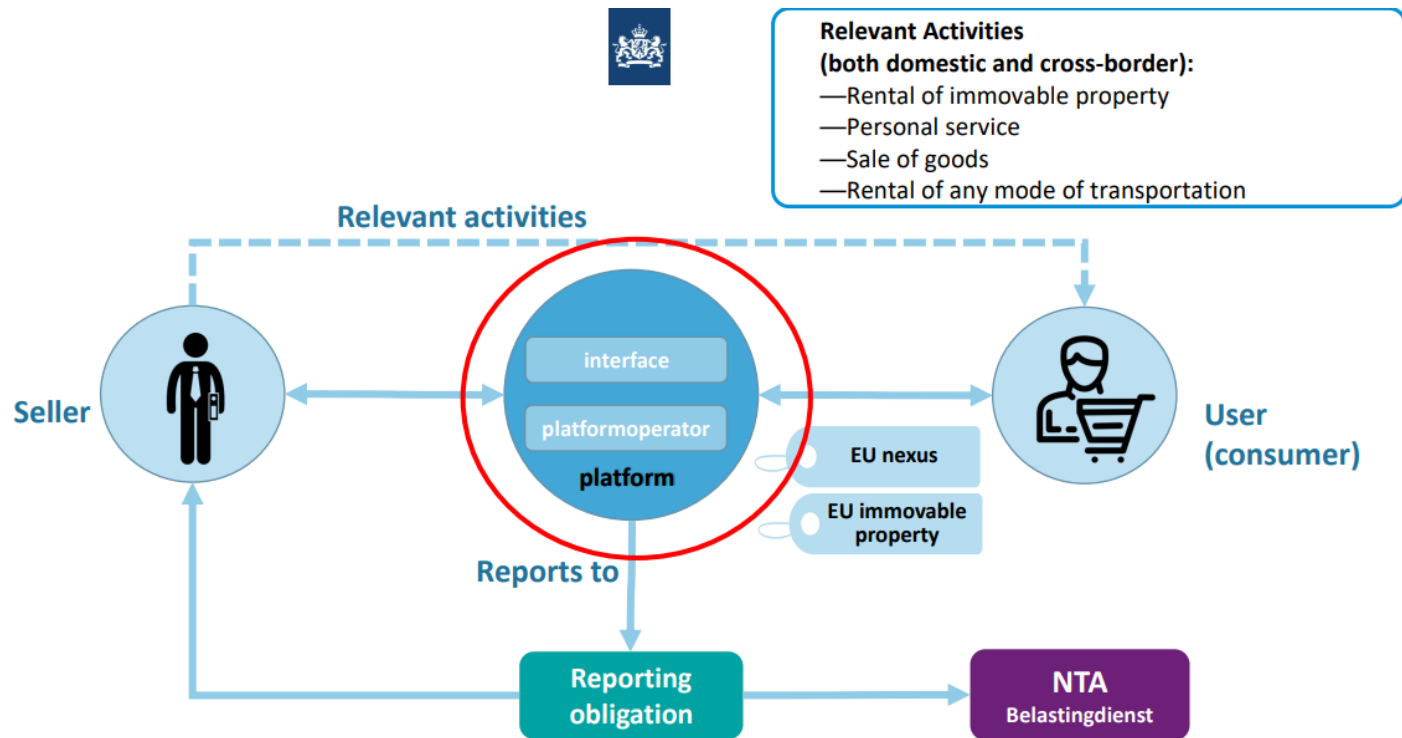 Relevant Activities
(both domestic and cross-border):
—Rental of immovable property
—Personal service
—Sale of goods
—Rental of any mode of transportation
Relevant activities
Seller
interface
platformoperator
platform
EU nexus
EU immovable
property
User
(consumer)
Reports to
Reporting
obligation
NTA
Belastingdienst